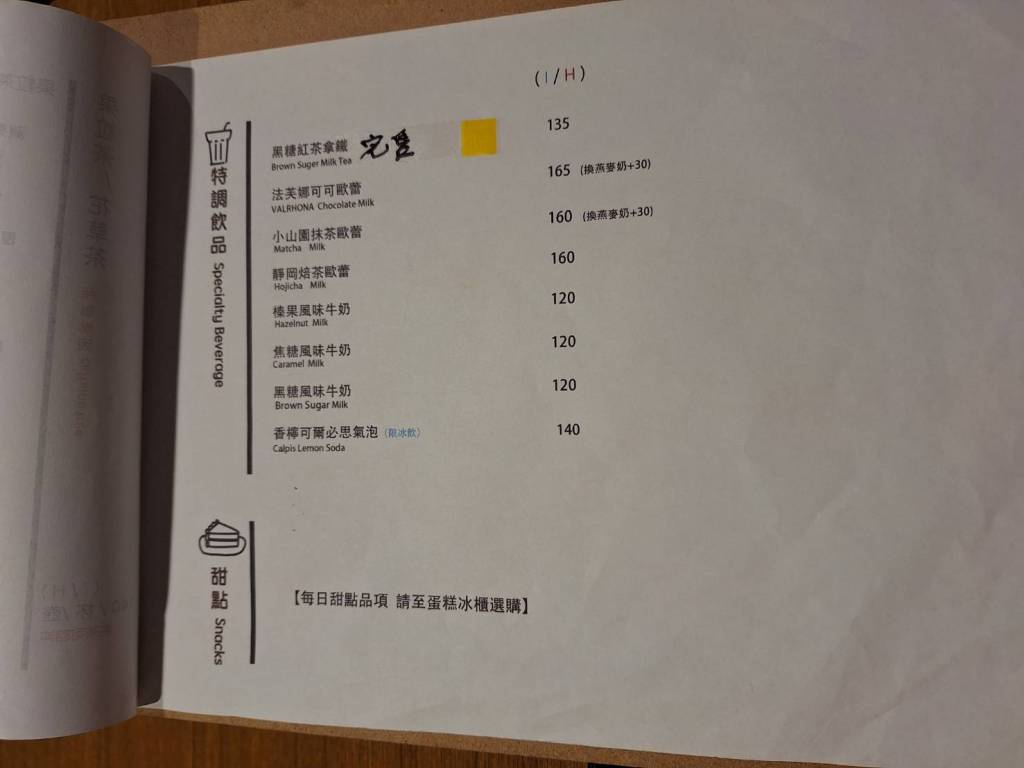 (I/H)
特調飲品 Specialty Beverage
黑糖紅茶拿鐵 完售 135
Brown Suger Milk Tea
法芙娜可可歐蕾 165 (換燕麥奶+30)
VALRHONA Chocolate Milk
小山園抹茶歐蕾 160 (換燕麥奶+30)
Matcha Milk
靜岡焙茶歐蕾 160
Hojicha Milk
榛果風味牛奶 120
Hazelnut Milk
焦糖風味牛奶 120
Caramel Milk
黑糖風味牛奶 120
Brown Sugar Milk
香檸可爾必思氣泡(限冰飲) 140
Calpis Lemon Soda
甜點 Snacks
【每日甜點品項 請至蛋糕冰櫃選購】